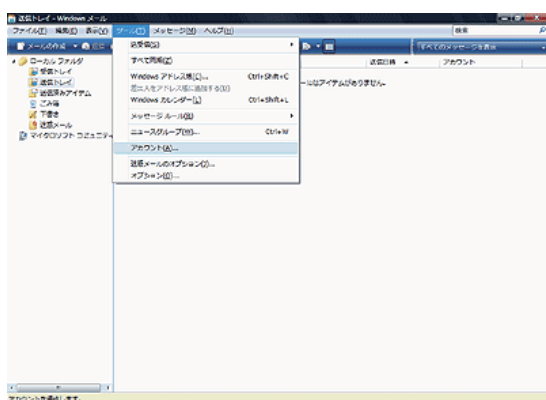 送信トレイ - Windows メール
ファイル(F) 編集(E) 表示(V) ツール(T) メッセージ(M) ヘルプ(H)
検索
メールの作成
すべてのメッセージを表示
送受信(S)
すべて同期(Z)
Windows アドレス帳(L)... Ctrl+Shift+C
差出人をアドレス帳に追加する(D)
Windows カレンダー(L) Ctrl+Shift+L
メッセージ ルール(R)
ニュースグループ(W)... Ctrl+W
アカウント(A)...
迷惑メールのオプション(J)...
オプション(O)...
ローカル フォルダ
受信トレイ
送信トレイ
送信済みアイテム
ごみ箱
下書き
迷惑メール
マイクロソフト コミュニティ
送信日時 アカウント
にはアイテムがありません。
アカウントを編成します。